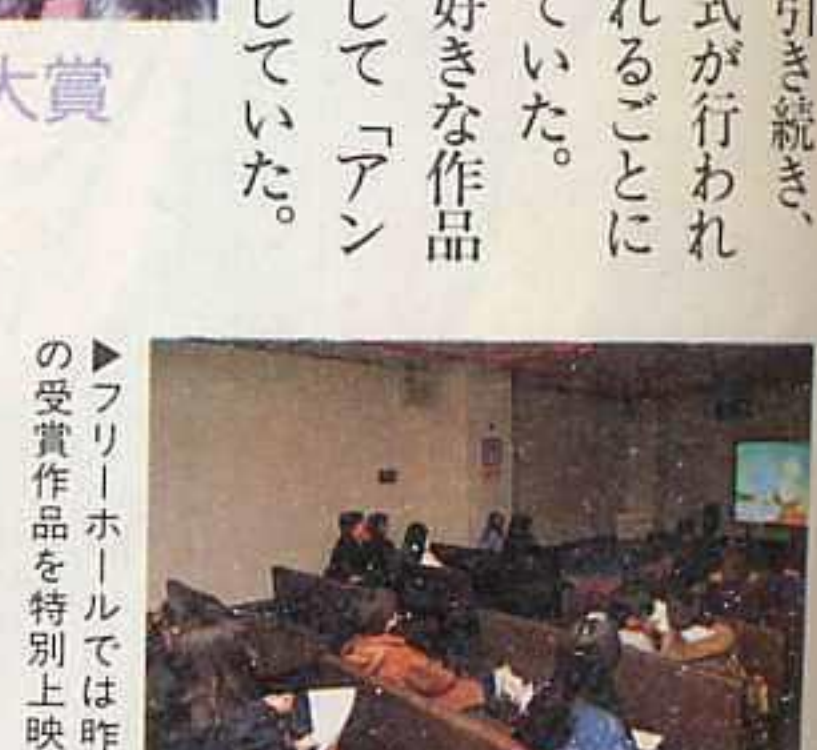 引き続き、
式が行われ
れるごとに
ていた。
好きな作品
して「アン
していた。
大賞
▶フリーホールでは昨
の受賞作品を特別上映